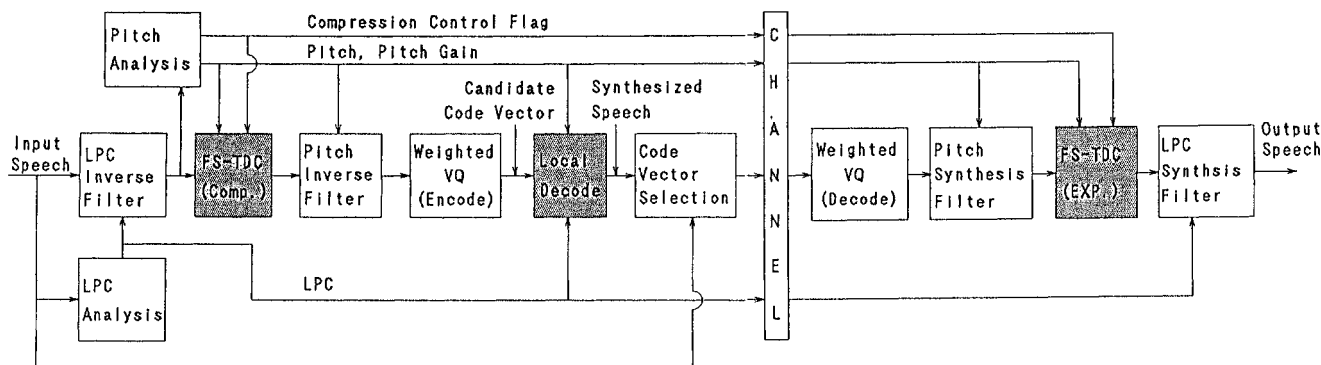 Compression Control Flag
Pitch
Analysis
Pitch, Pitch Gain
Candidate
Code Vector
Synthesized
Speech
Input
Speech
LPC
Inverse
Filter
FS-TDC
(Comp.)
Pitch
Inverse
Filter
Weighted
VQ
(Encode)
Local
Decode
Code
Vector
Selection
CHANNEL
Weighted
VQ
(Decode)
Pitch
Synthesis
Filter
FS-TDC
(EXP.)
LPC
Synthsis
Filter
Output
Speech
LPC
Analysis
LPC